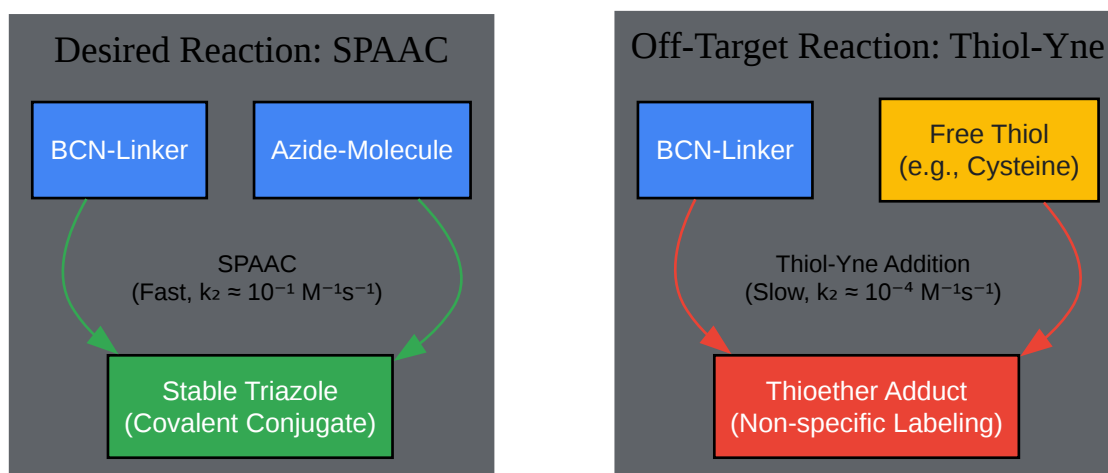 Desired Reaction: SPAAC
BCN-Linker
Azide-Molecule
SPAAC
(Fast, k₂ ≈ 10⁻¹ M⁻¹s⁻¹)
Stable Triazole
(Covalent Conjugate)
Off-Target Reaction: Thiol-Yne
BCN-Linker
Free Thiol
(e.g., Cysteine)
Thiol-Yne Addition
(Slow, k₂ ≈ 10⁻⁴ M⁻¹s⁻¹)
Thioether Adduct
(Non-specific Labeling)